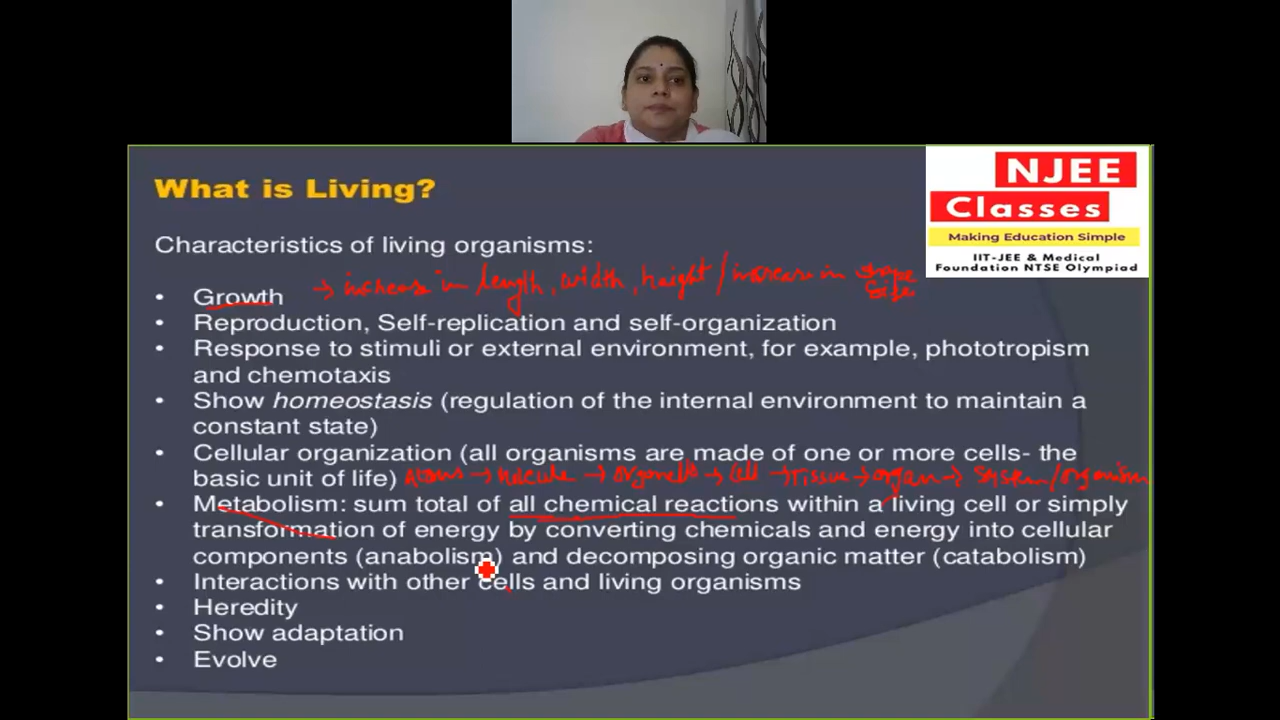 What is Living?
NJEE
Classes
Making Education Simple
IIT-JEE & Medical
Foundation NTSE Olympiad
Characteristics of living organisms:
• Growth → increase in length, width, height / increase in shape size
• Reproduction, Self-replication and self-organization
• Response to stimuli or external environment, for example, phototropism
and chemotaxis
• Show homeostasis (regulation of the internal environment to maintain a
constant state)
• Cellular organization (all organisms are made of one or more cells- the
basic unit of life) Atoms → Molecule → Organelle → Cell → Tissue → organ → System/organism
• Metabolism: sum total of all chemical reactions within a living cell or simply
transformation of energy by converting chemicals and energy into cellular
components (anabolism) and decomposing organic matter (catabolism)
• Interactions with other cells and living organisms
• Heredity
• Show adaptation
• Evolve